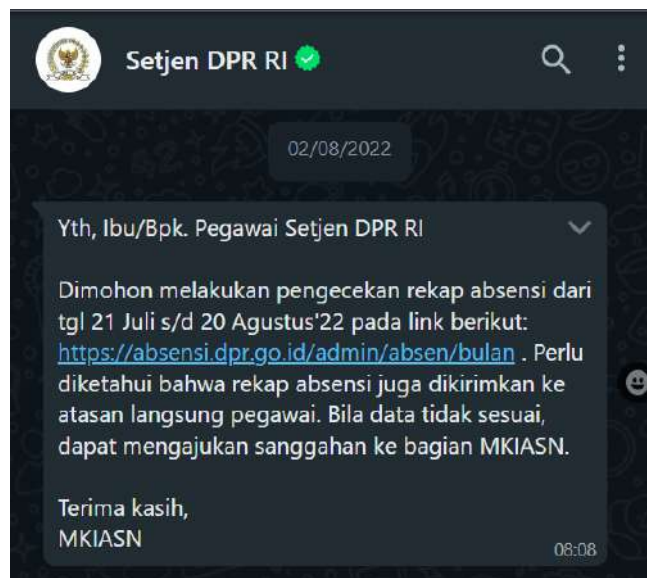 Setjen DPR RI
02/08/2022
Yth, Ibu/Bpk. Pegawai Setjen DPR RI
Dimohon melakukan pengecekan rekap absensi dari
tgl 21 Juli s/d 20 Agustus'22 pada link berikut:
https://absensi.dpr.go.id/admin/absen/bulan . Perlu
diketahui bahwa rekap absensi juga dikirimkan ke
atasan langsung pegawai. Bila data tidak sesuai,
dapat mengajukan sanggahan ke bagian MKIASN.
Terima kasih,
MKIASN
08:08